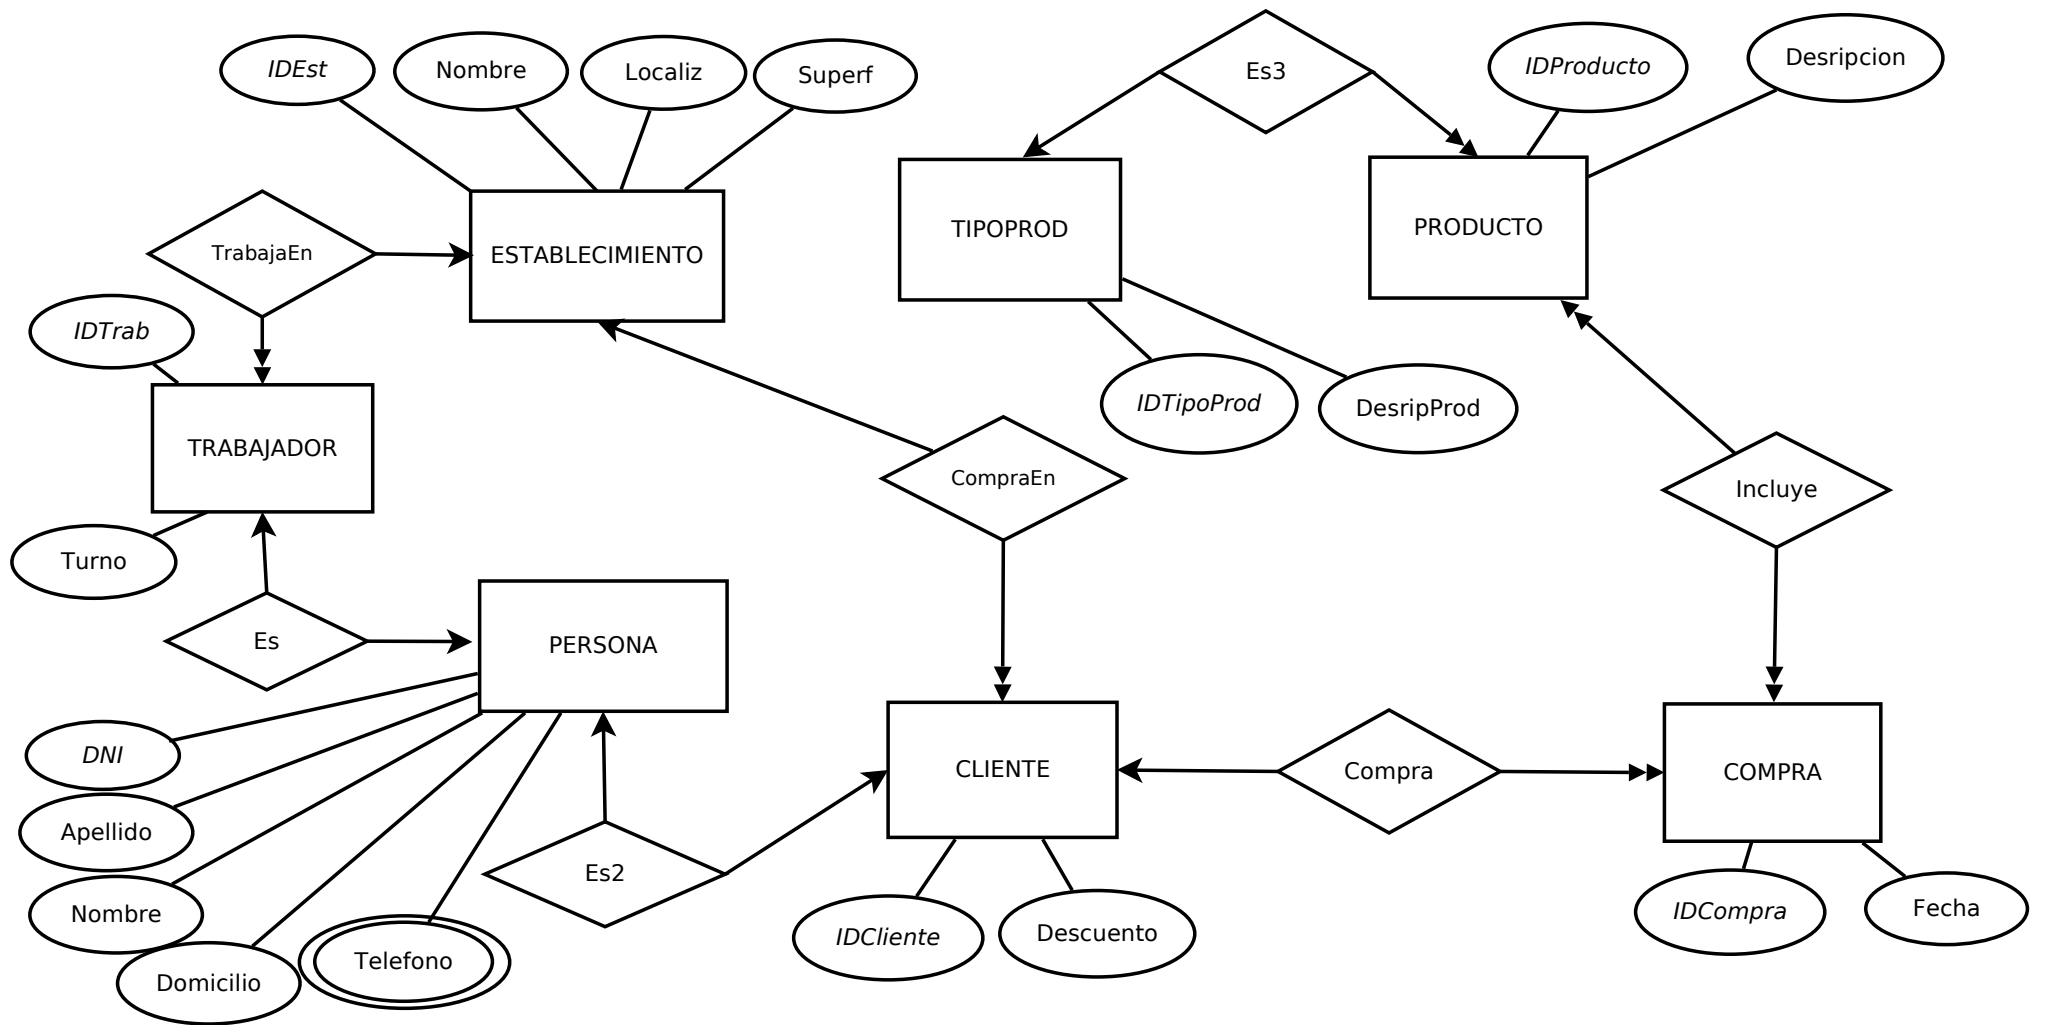 IDEst
Nombre
Localiz
Superf
Es3
IDProducto
Desripcion
TrabajaEn
ESTABLECIMIENTO
TIPOPROD
PRODUCTO
IDTrab
IDTipoProd
DesripProd
TRABAJADOR
CompraEn
Incluye
Turno
Es
PERSONA
DNI
CLIENTE
Compra
COMPRA
Apellido
Es2
Nombre
IDCliente
Descuento
IDCompra
Fecha
Domicilio
Telefono